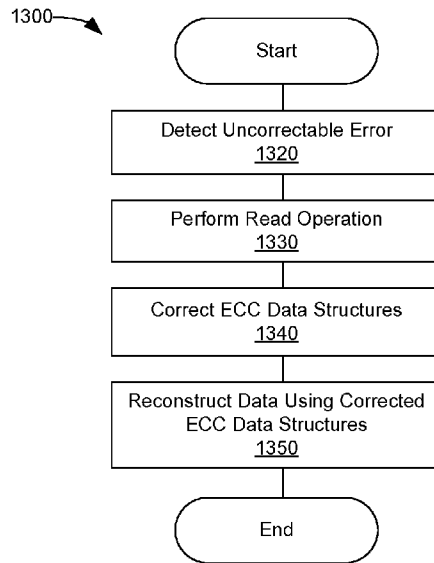 1300
Start
Detect Uncorrectable Error
1320
Perform Read Operation
1330
Correct ECC Data Structures
1340
Reconstruct Data Using Corrected
ECC Data Structures
1350
End